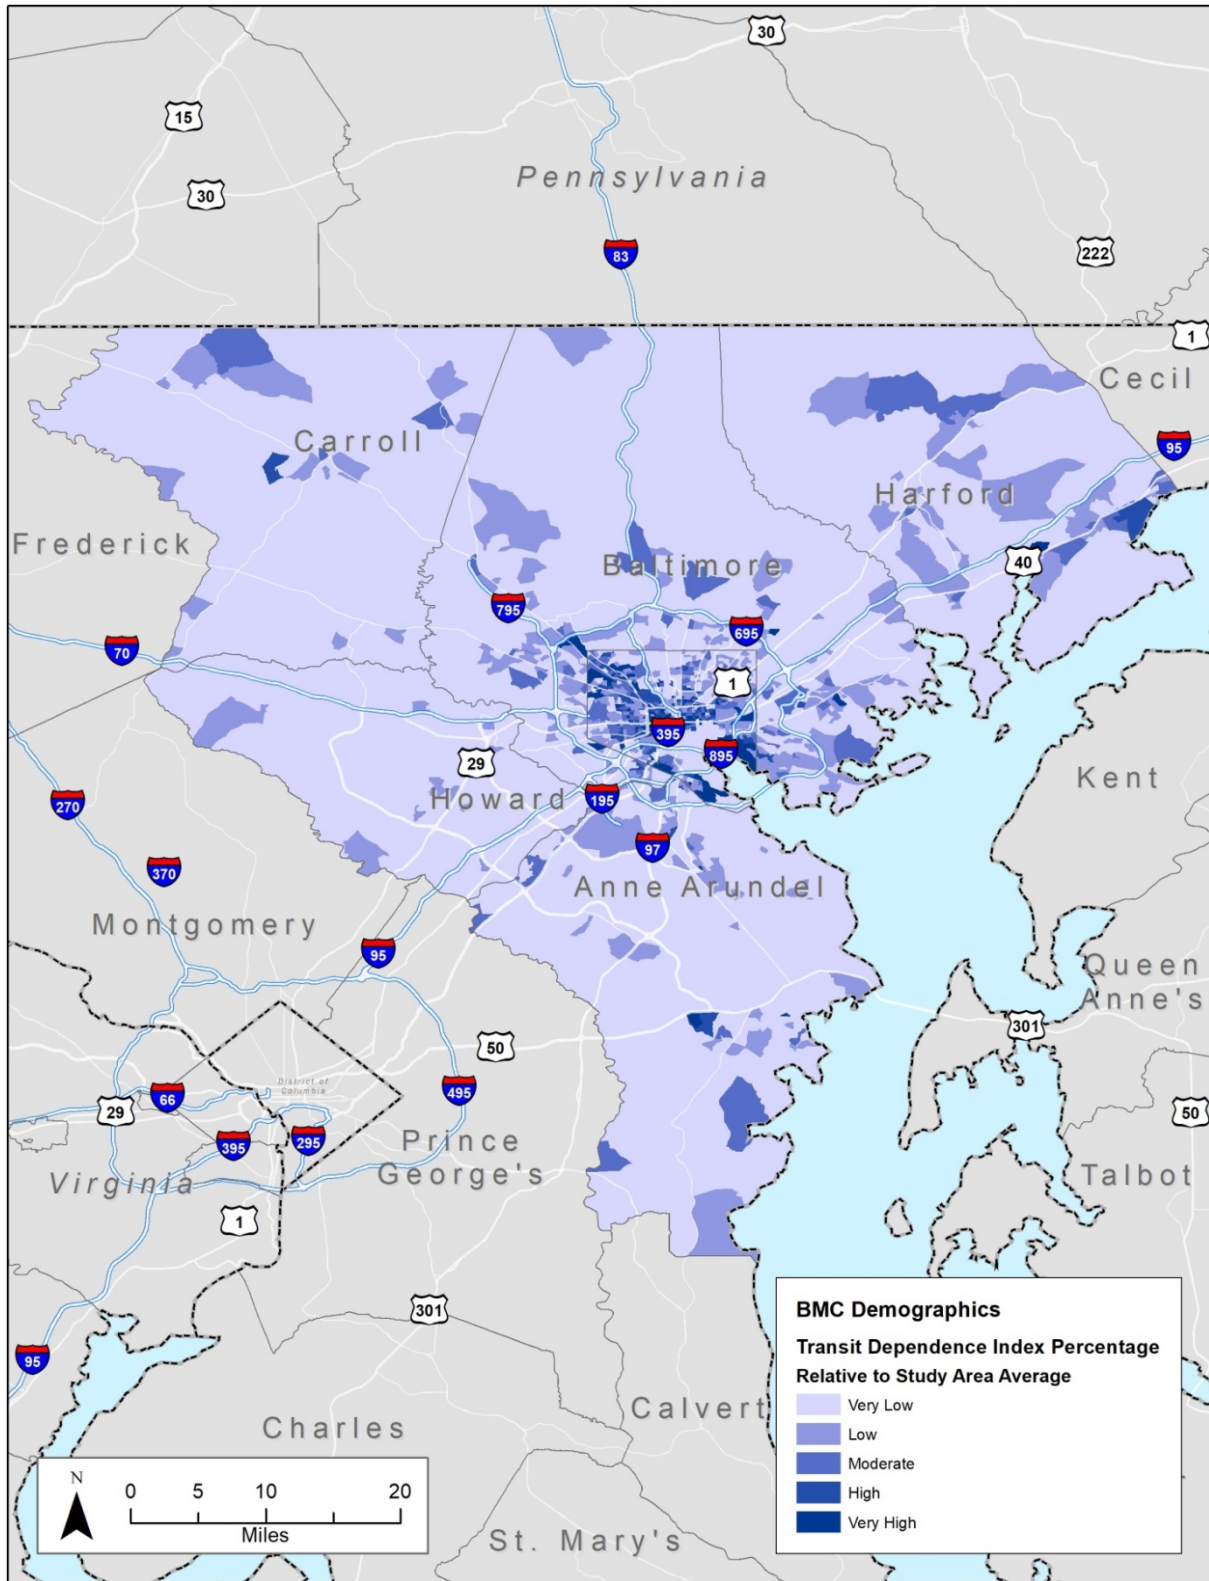 30
15
30
Pennsylvania
83
222
1
Cecil
95
Carroll
Harford
Frederick
40
Baltimore
795
695
70
1
395
29
895
Kent
Howard
195
270
97
370
Anne Arundel
Montgomery
95
Queen
Anne's
301
50
District of
Columbia
66
495
29
50
395
295
Prince
George's
Virginia
Talbot
1
301
95
Calvert
Charles
St. Mary's
N
0 5 10 20
Miles
BMC Demographics
Transit Dependence Index Percentage
Relative to Study Area Average
Very Low
Low
Moderate
High
Very High